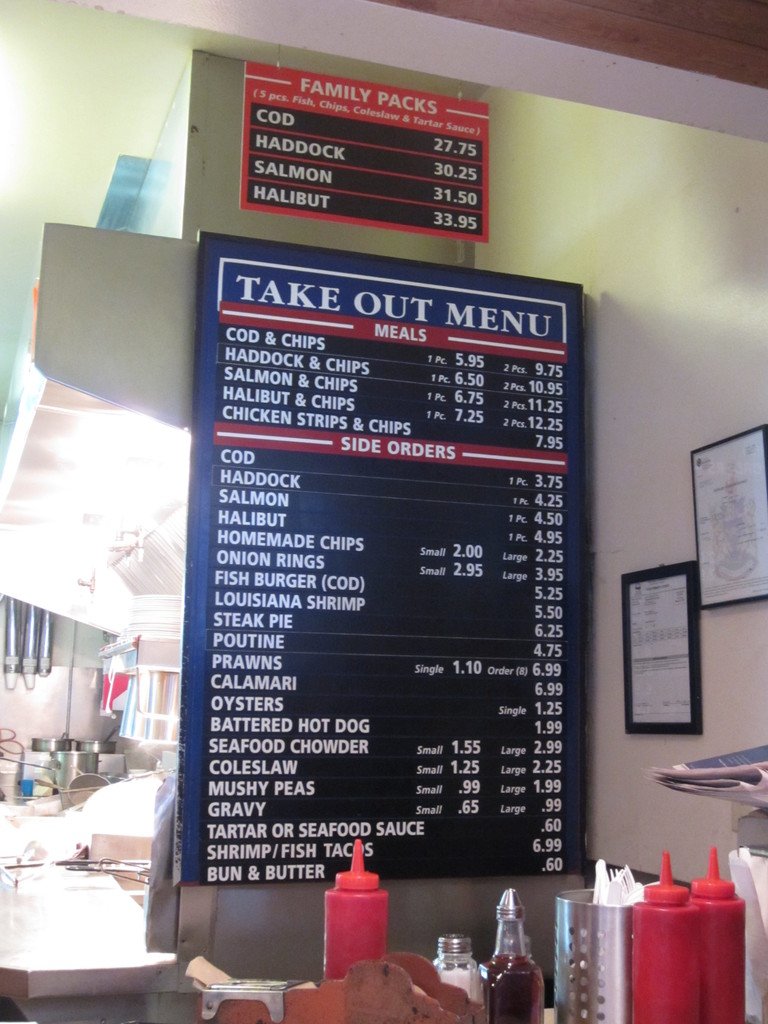 FAMILY PACKS
( 5 pcs. Fish, Chips, Coleslaw & Tartar Sauce )
COD 27.75
HADDOCK 30.25
SALMON 31.50
HALIBUT 33.95
TAKE OUT MENU
MEALS
COD & CHIPS 1 Pc. 5.95 2 Pcs. 9.75
HADDOCK & CHIPS 1 Pc. 6.50 2 Pcs. 10.95
SALMON & CHIPS 1 Pc. 6.75 2 Pcs. 11.25
HALIBUT & CHIPS 1 Pc. 7.25 2 Pcs. 12.25
CHICKEN STRIPS & CHIPS 7.95
SIDE ORDERS
COD 1 Pc. 3.75
HADDOCK 1 Pc. 4.25
SALMON 1 Pc. 4.50
HALIBUT 1 Pc. 4.95
HOMEMADE CHIPS Small 2.00 Large 2.25
ONION RINGS Small 2.95 Large 3.95
FISH BURGER (COD) 5.25
LOUISIANA SHRIMP 5.50
STEAK PIE 6.25
POUTINE 4.75
PRAWNS Single 1.10 Order (8) 6.99
CALAMARI 6.99
OYSTERS Single 1.25
BATTERED HOT DOG 1.99
SEAFOOD CHOWDER Small 1.55 Large 2.99
COLESLAW Small 1.25 Large 2.25
MUSHY PEAS Small .99 Large 1.99
GRAVY Small .65 Large .99
TARTAR OR SEAFOOD SAUCE .60
SHRIMP/FISH TACOS 6.99
BUN & BUTTER .60